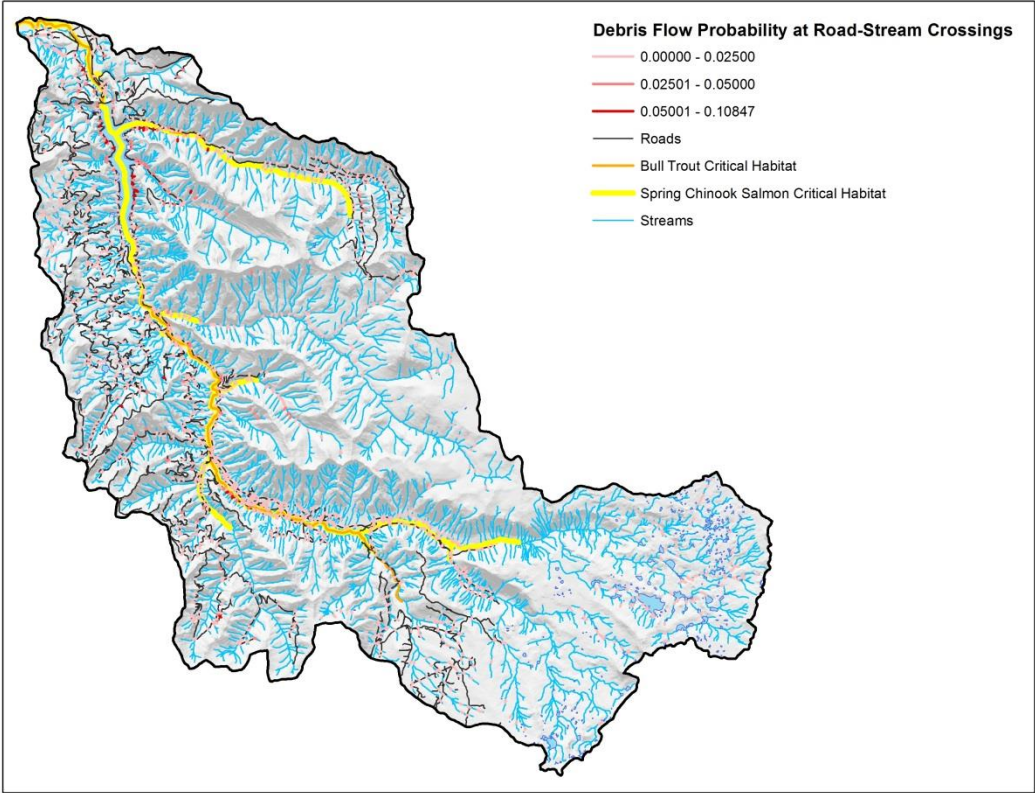 Debris Flow Probability at Road-Stream Crossings
0.00000 - 0.02500
0.02501 - 0.05000
0.05001 - 0.10847
Roads
Bull Trout Critical Habitat
Spring Chinook Salmon Critical Habitat
Streams